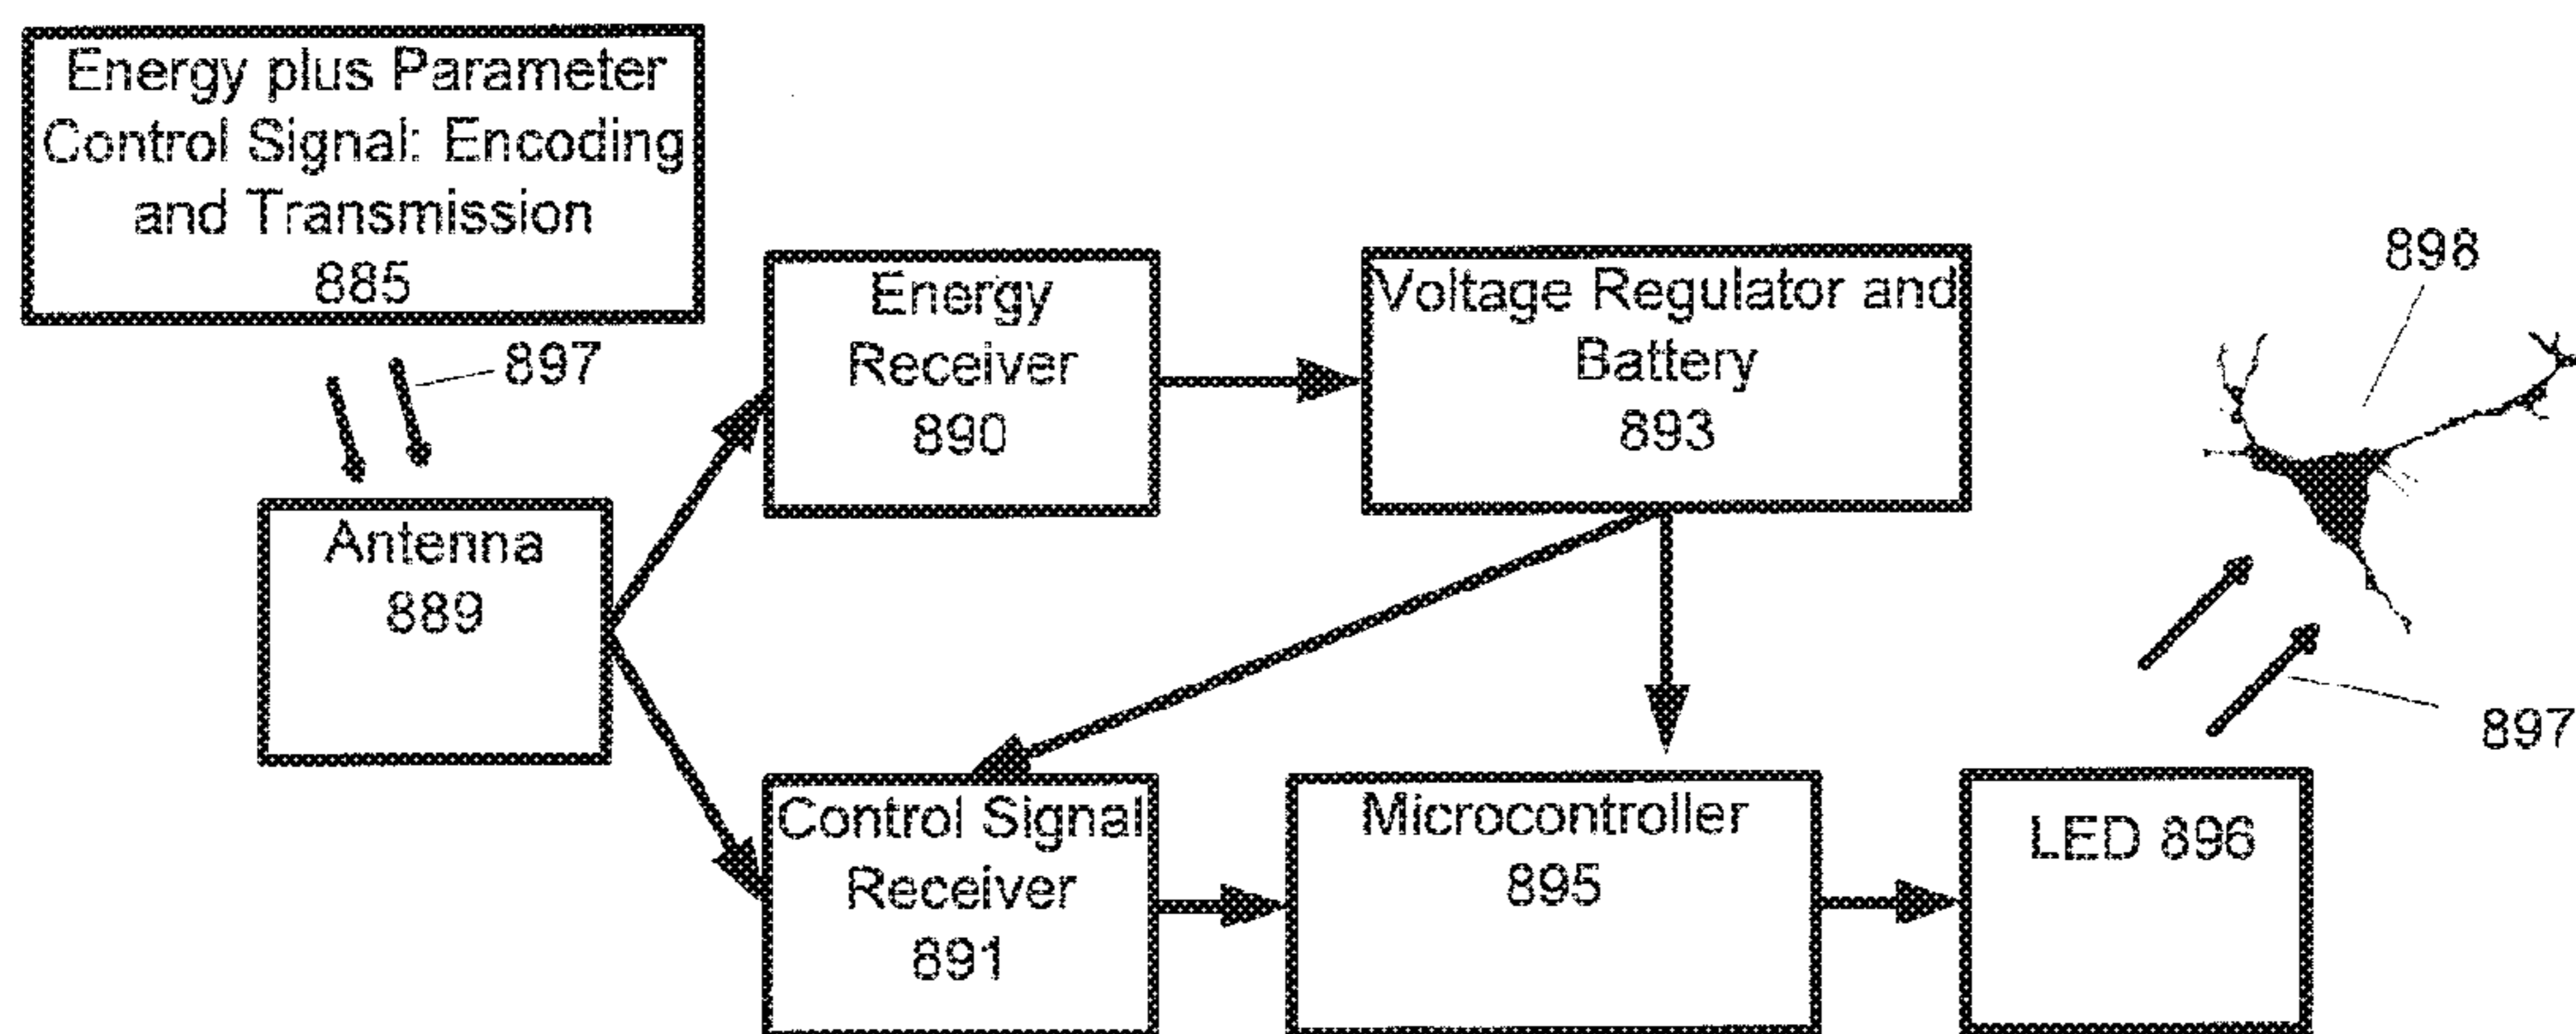 Energy plus Parameter
Control Signal: Encoding
and Transmission
885
897
Antenna
889
Energy
Receiver
890
Voltage Regulator and
Battery
893
898
Control Signal
Receiver
891
Microcontroller
895
LED 896
897